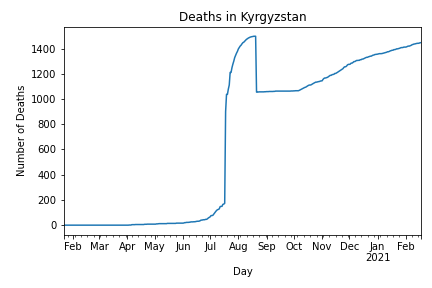 Deaths in Kyrgyzstan
Number of Deaths
1400
1200
1000
800
600
400
200
0
Feb Mar Apr May Jun Jul Aug Sep Oct Nov Dec Jan Feb
2021
Day